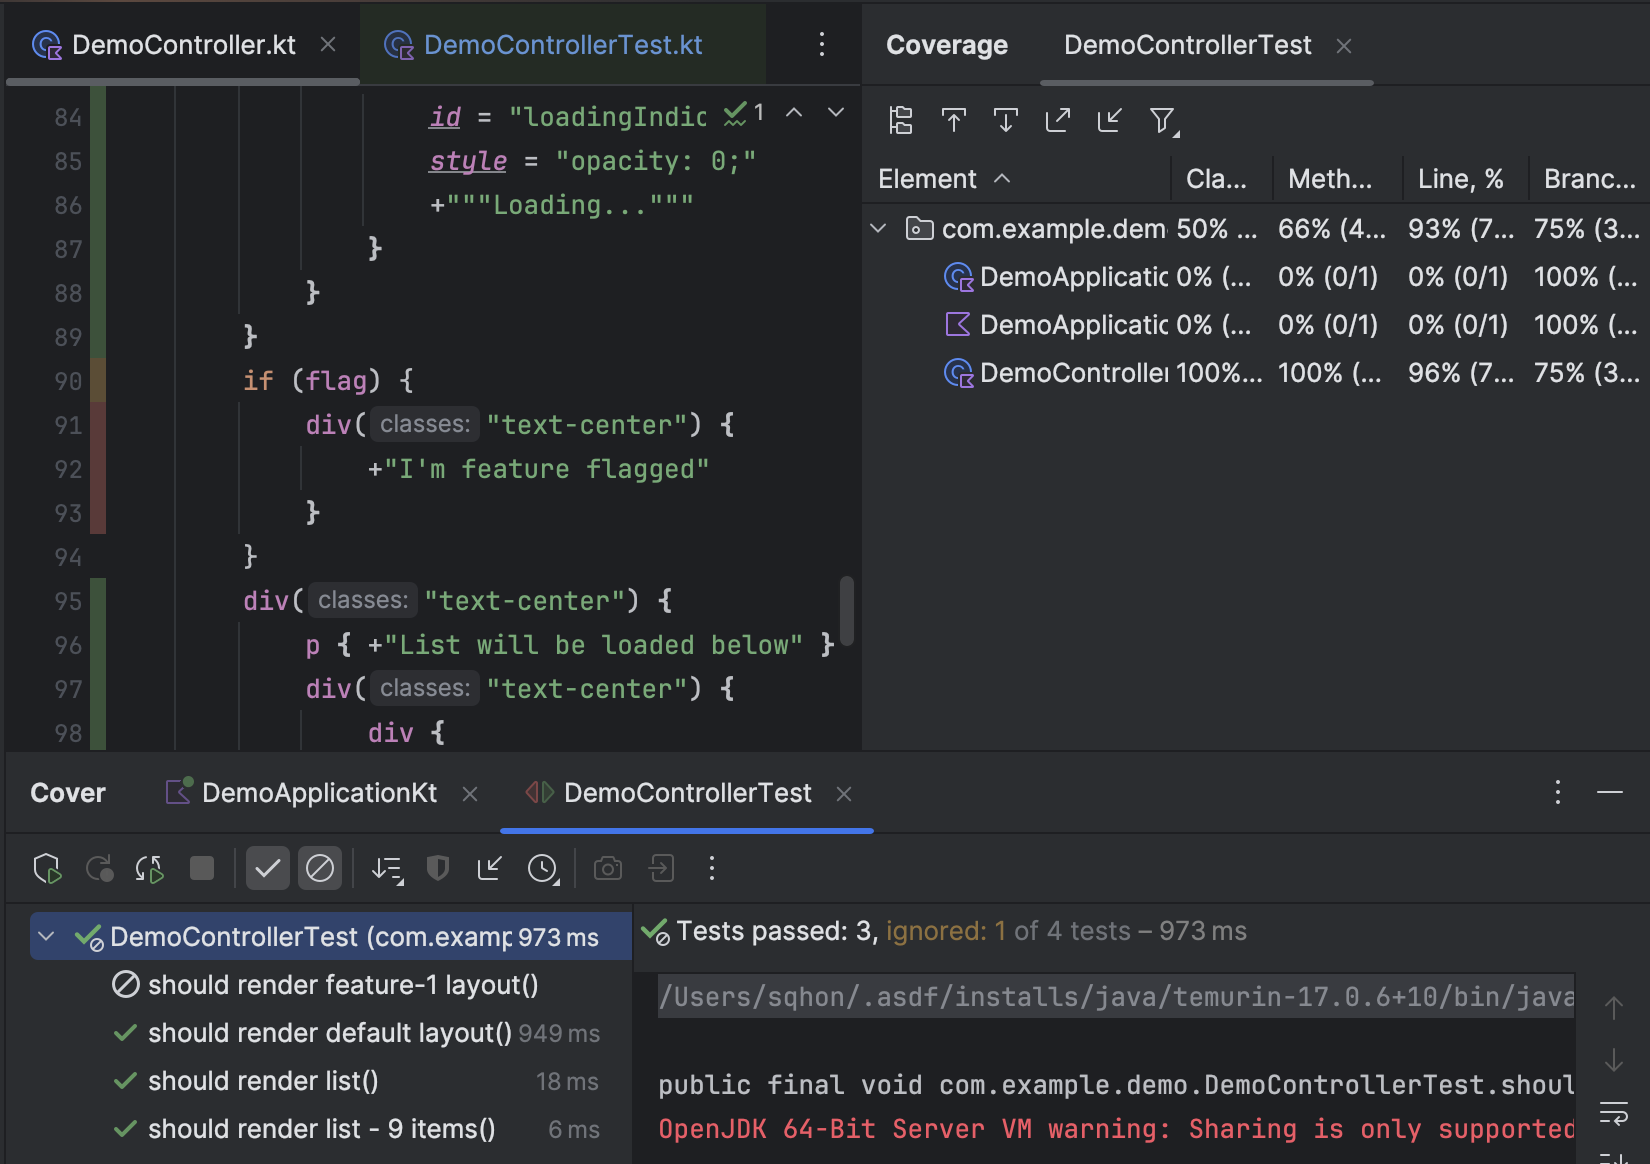 DemoController.kt
DemoControllerTest.kt
84 id = "loadingIndic 1
85 style = "opacity: 0;"
86 +"""Loading..."""
87 }
88 }
89 }
90 if (flag) {
91 div( classes: "text-center") {
92 +"I'm feature flagged"
93 }
94 }
95 div( classes: "text-center") {
96 p { +"List will be loaded below" }
97 div( classes: "text-center") {
98 div {
Coverage DemoControllerTest
Element Cla... Meth... Line, % Branc...
com.example.dem 50% ... 66% (4... 93% (7... 75% (3...
DemoApplicatic 0% (... 0% (0/1) 0% (0/1) 100% (...
DemoApplicatic 0% (... 0% (0/1) 0% (0/1) 100% (...
DemoController 100%... 100% (... 96% (7... 75% (3...
Cover DemoApplicationKt DemoControllerTest
DemoControllerTest (com.examp 973 ms
should render feature-1 layout()
should render default layout() 949 ms
should render list() 18 ms
should render list - 9 items() 6 ms
Tests passed: 3, ignored: 1 of 4 tests – 973 ms
/Users/sqhon/.asdf/installs/java/temurin-17.0.6+10/bin/java
public final void com.example.demo.DemoControllerTest.shoul
OpenJDK 64-Bit Server VM warning: Sharing is only supported